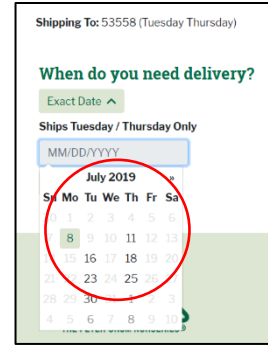 Shipping To: 53558 (Tuesday Thursday)
When do you need delivery?
Exact Date
Ships Tuesday / Thursday Only
MM/DD/YYYY
July 2019 »
Su Mo Tu We Th Fr Sa
30 1 2 3 4 5 6
8 9 10 11 12 13
15 16 17 18 19 20
21 22 23 24 25 26 27
28 29 30 31 1 2 3
4 5 6 7 8 9 10